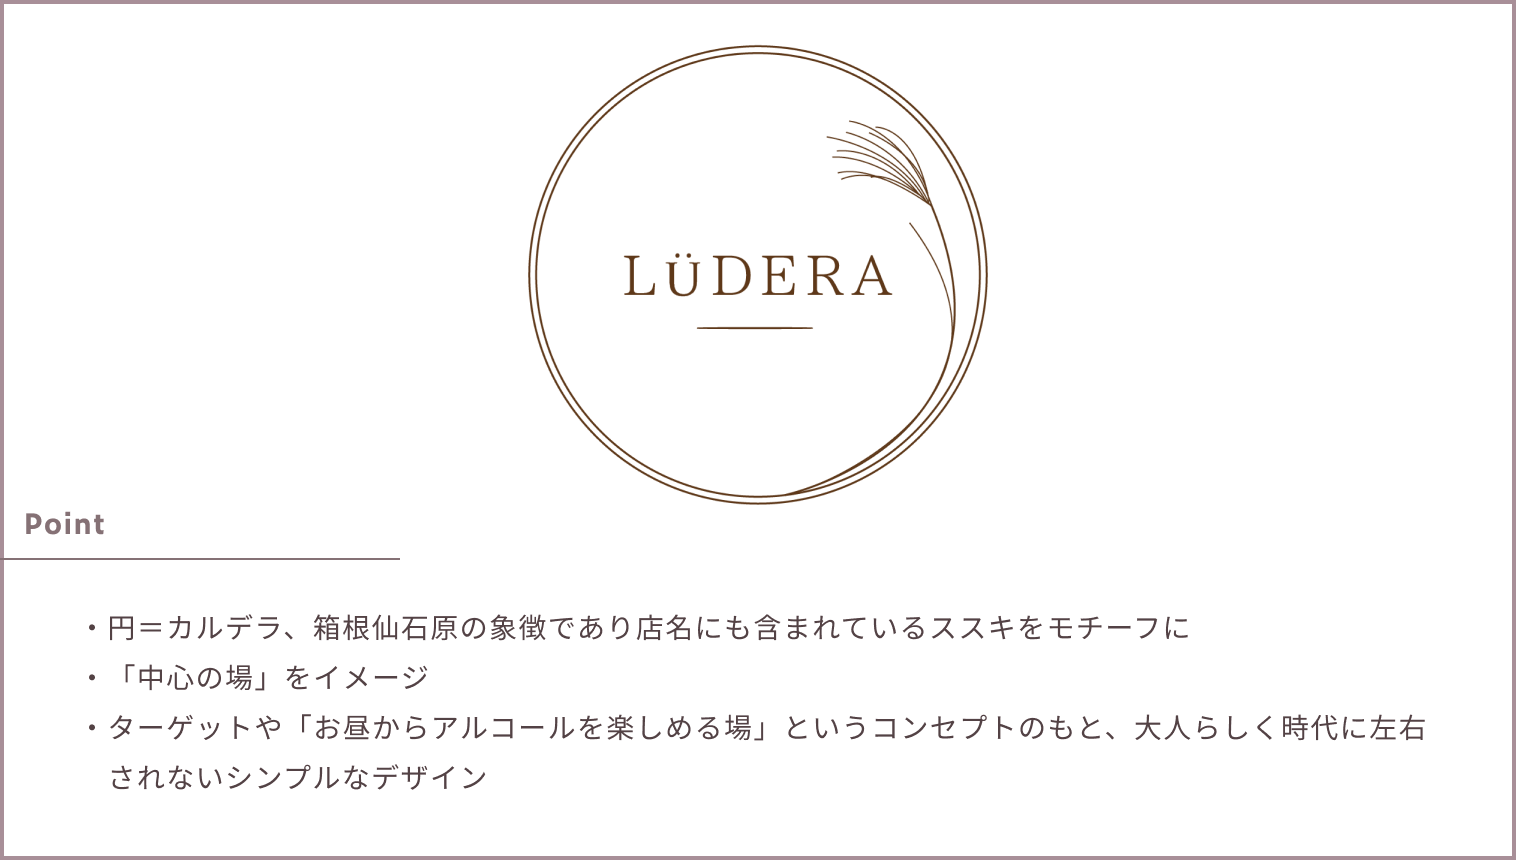 LÜDERA
Point
・円＝カルデラ、箱根仙石原の象徴であり店名にも含まれているススキをモチーフに
・「中心の場」をイメージ
・ターゲットや「お昼からアルコールを楽しめる場」というコンセプトのもと、大人らしく時代に左右
されないシンプルなデザイン